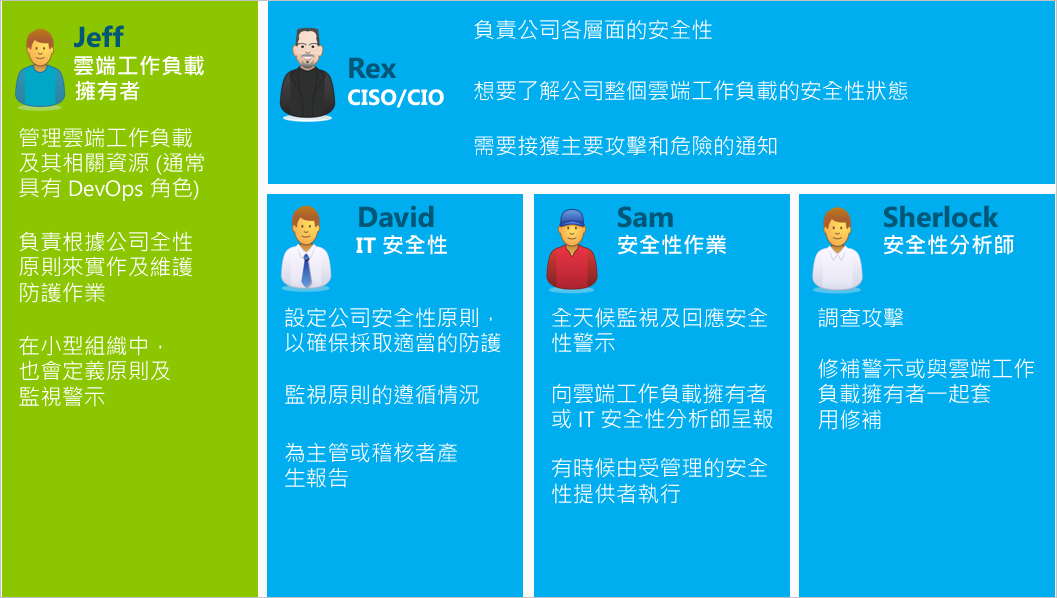 Jeff
雲端工作負載
擁有者
管理雲端工作負載
及其相關資源 (通常
具有 DevOps 角色)
負責根據公司全性
原則來實作及維護
防護作業
在小型組織中，
也會定義原則及
監視警示
Rex
CISO/CIO
負責公司各層面的安全性
想要了解公司整個雲端工作負載的安全性狀態
需要接獲主要攻擊和危險的通知
David
IT 安全性
設定公司安全性原則，
以確保採取適當的防護
監視原則的遵循情況
為主管或稽核者產
生報告
Sam
安全性作業
全天候監視及回應安全
性警示
向雲端工作負載擁有者
或 IT 安全性分析師呈報
有時候由受管理的安全
性提供者執行
Sherlock
安全性分析師
調查攻擊
修補警示或與雲端工作
負載擁有者一起套
用修補